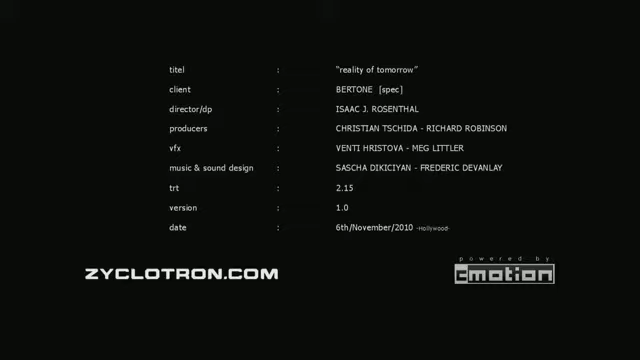 titel : "reality of tomorrow"
client : BERTONE [spec]
director/dp : ISAAC J. ROSENTHAL
producers : CHRISTIAN TSCHIDA - RICHARD ROBINSON
vfx : VENTI HRISTOVA - MEG LITTLER
music & sound design : SASCHA DIKICIYAN - FREDERIC DEVANLAY
trt : 2.15
version : 1.0
date : 6th/November/2010 -Hollywood-
powered by
ZYCLOTRON.COM cmotion